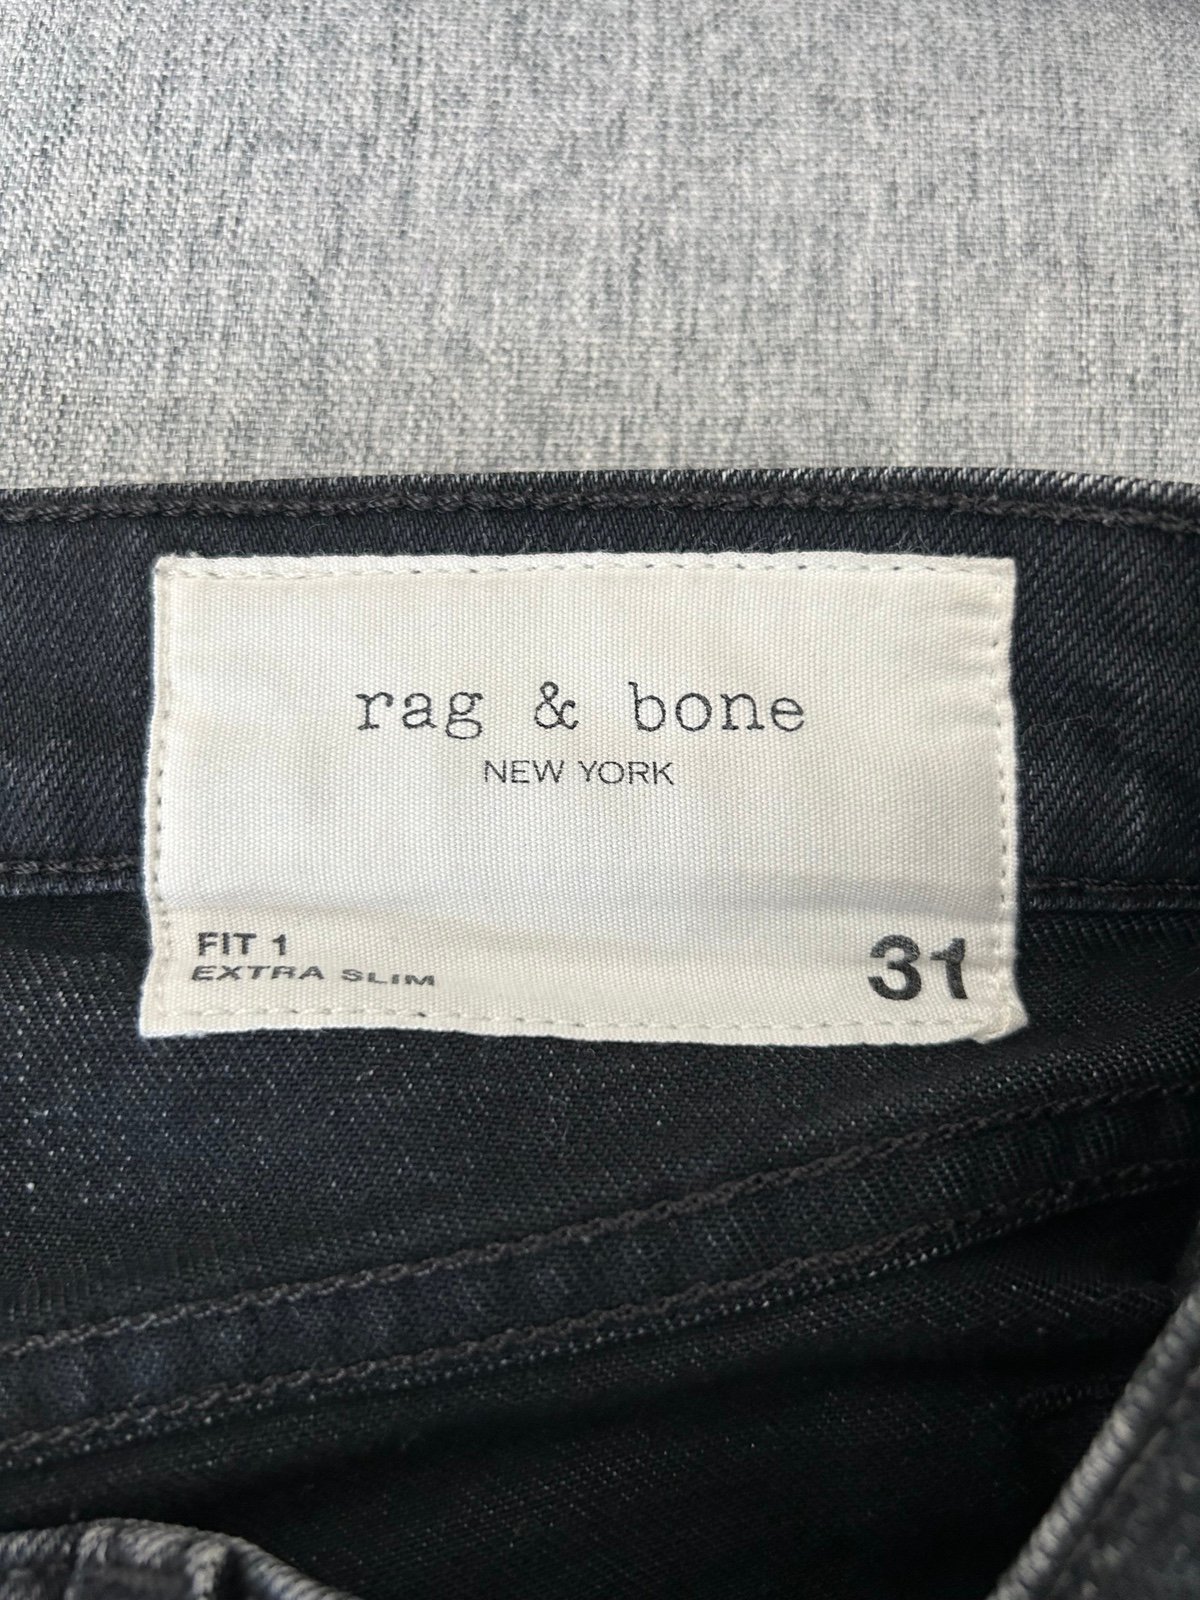 rag & bone
NEW YORK
FIT 1
EXTRA SLIM
31